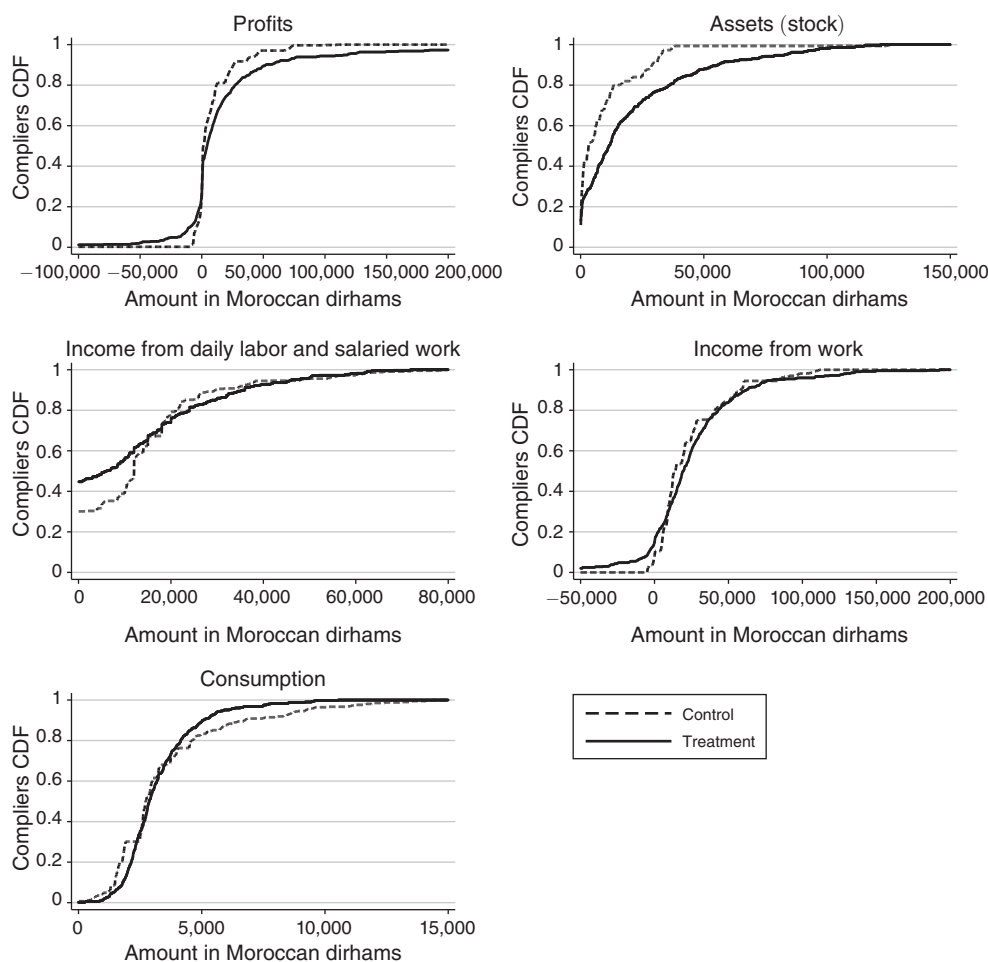 Profits
Compliers CDF
1
0.8
0.6
0.4
0.2
0
−100,000 −50,000 0 50,000 100,000 150,000 200,000
Amount in Moroccan dirhams
Assets (stock)
Compliers CDF
1
0.8
0.6
0.4
0.2
0
0 50,000 100,000 150,000
Amount in Moroccan dirhams
Income from daily labor and salaried work
Compliers CDF
1
0.8
0.6
0.4
0.2
0
0 20,000 40,000 60,000 80,000
Amount in Moroccan dirhams
Income from work
Compliers CDF
1
0.8
0.6
0.4
0.2
0
−50,000 0 50,000 100,000 150,000 200,000
Amount in Moroccan dirhams
Consumption
Compliers CDF
1
0.8
0.6
0.4
0.2
0
0 5,000 10,000 15,000
Amount in Moroccan dirhams
Control
Treatment